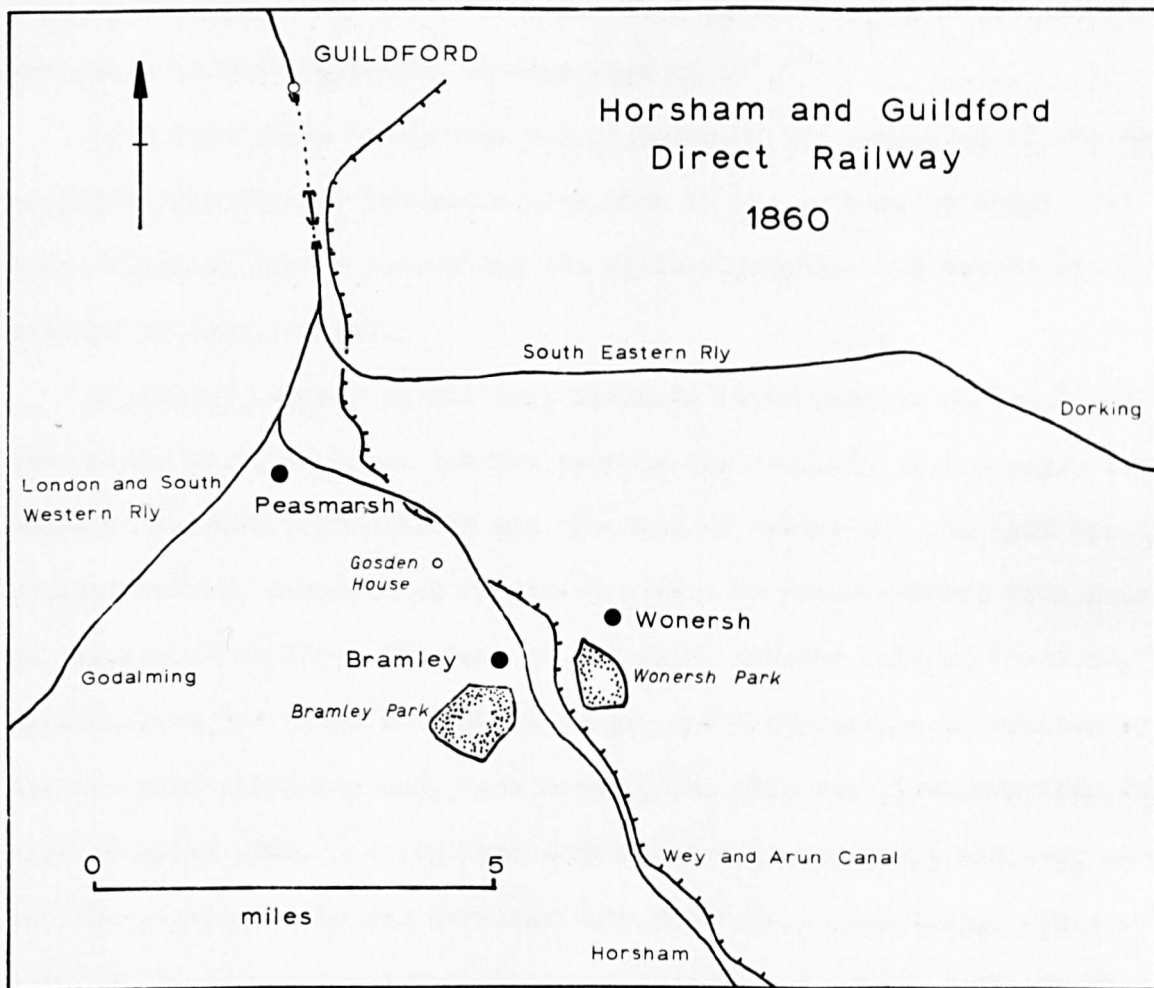 GUILDFORD
Horsham and Guildford
Direct Railway
1860
South Eastern Rly
Dorking
London and South
Western Rly
Peasmarsh
Gosden
House
Wonersh
Bramley
Wonersh Park
Godalming
Bramley Park
0 5
miles
Wey and Arun Canal
Horsham